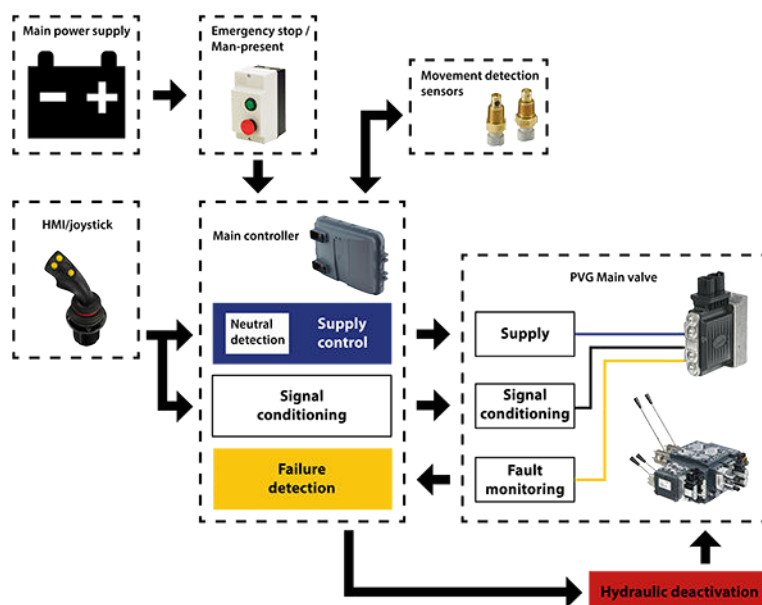 Main power supply
Emergency stop /
Man-present
Movement detection
sensors
HMI/joystick
Main controller
Neutral
detection
Supply
control
Signal
conditioning
Failure
detection
PVG Main valve
Supply
Signal
conditioning
Fault
monitoring
Hydraulic deactivation